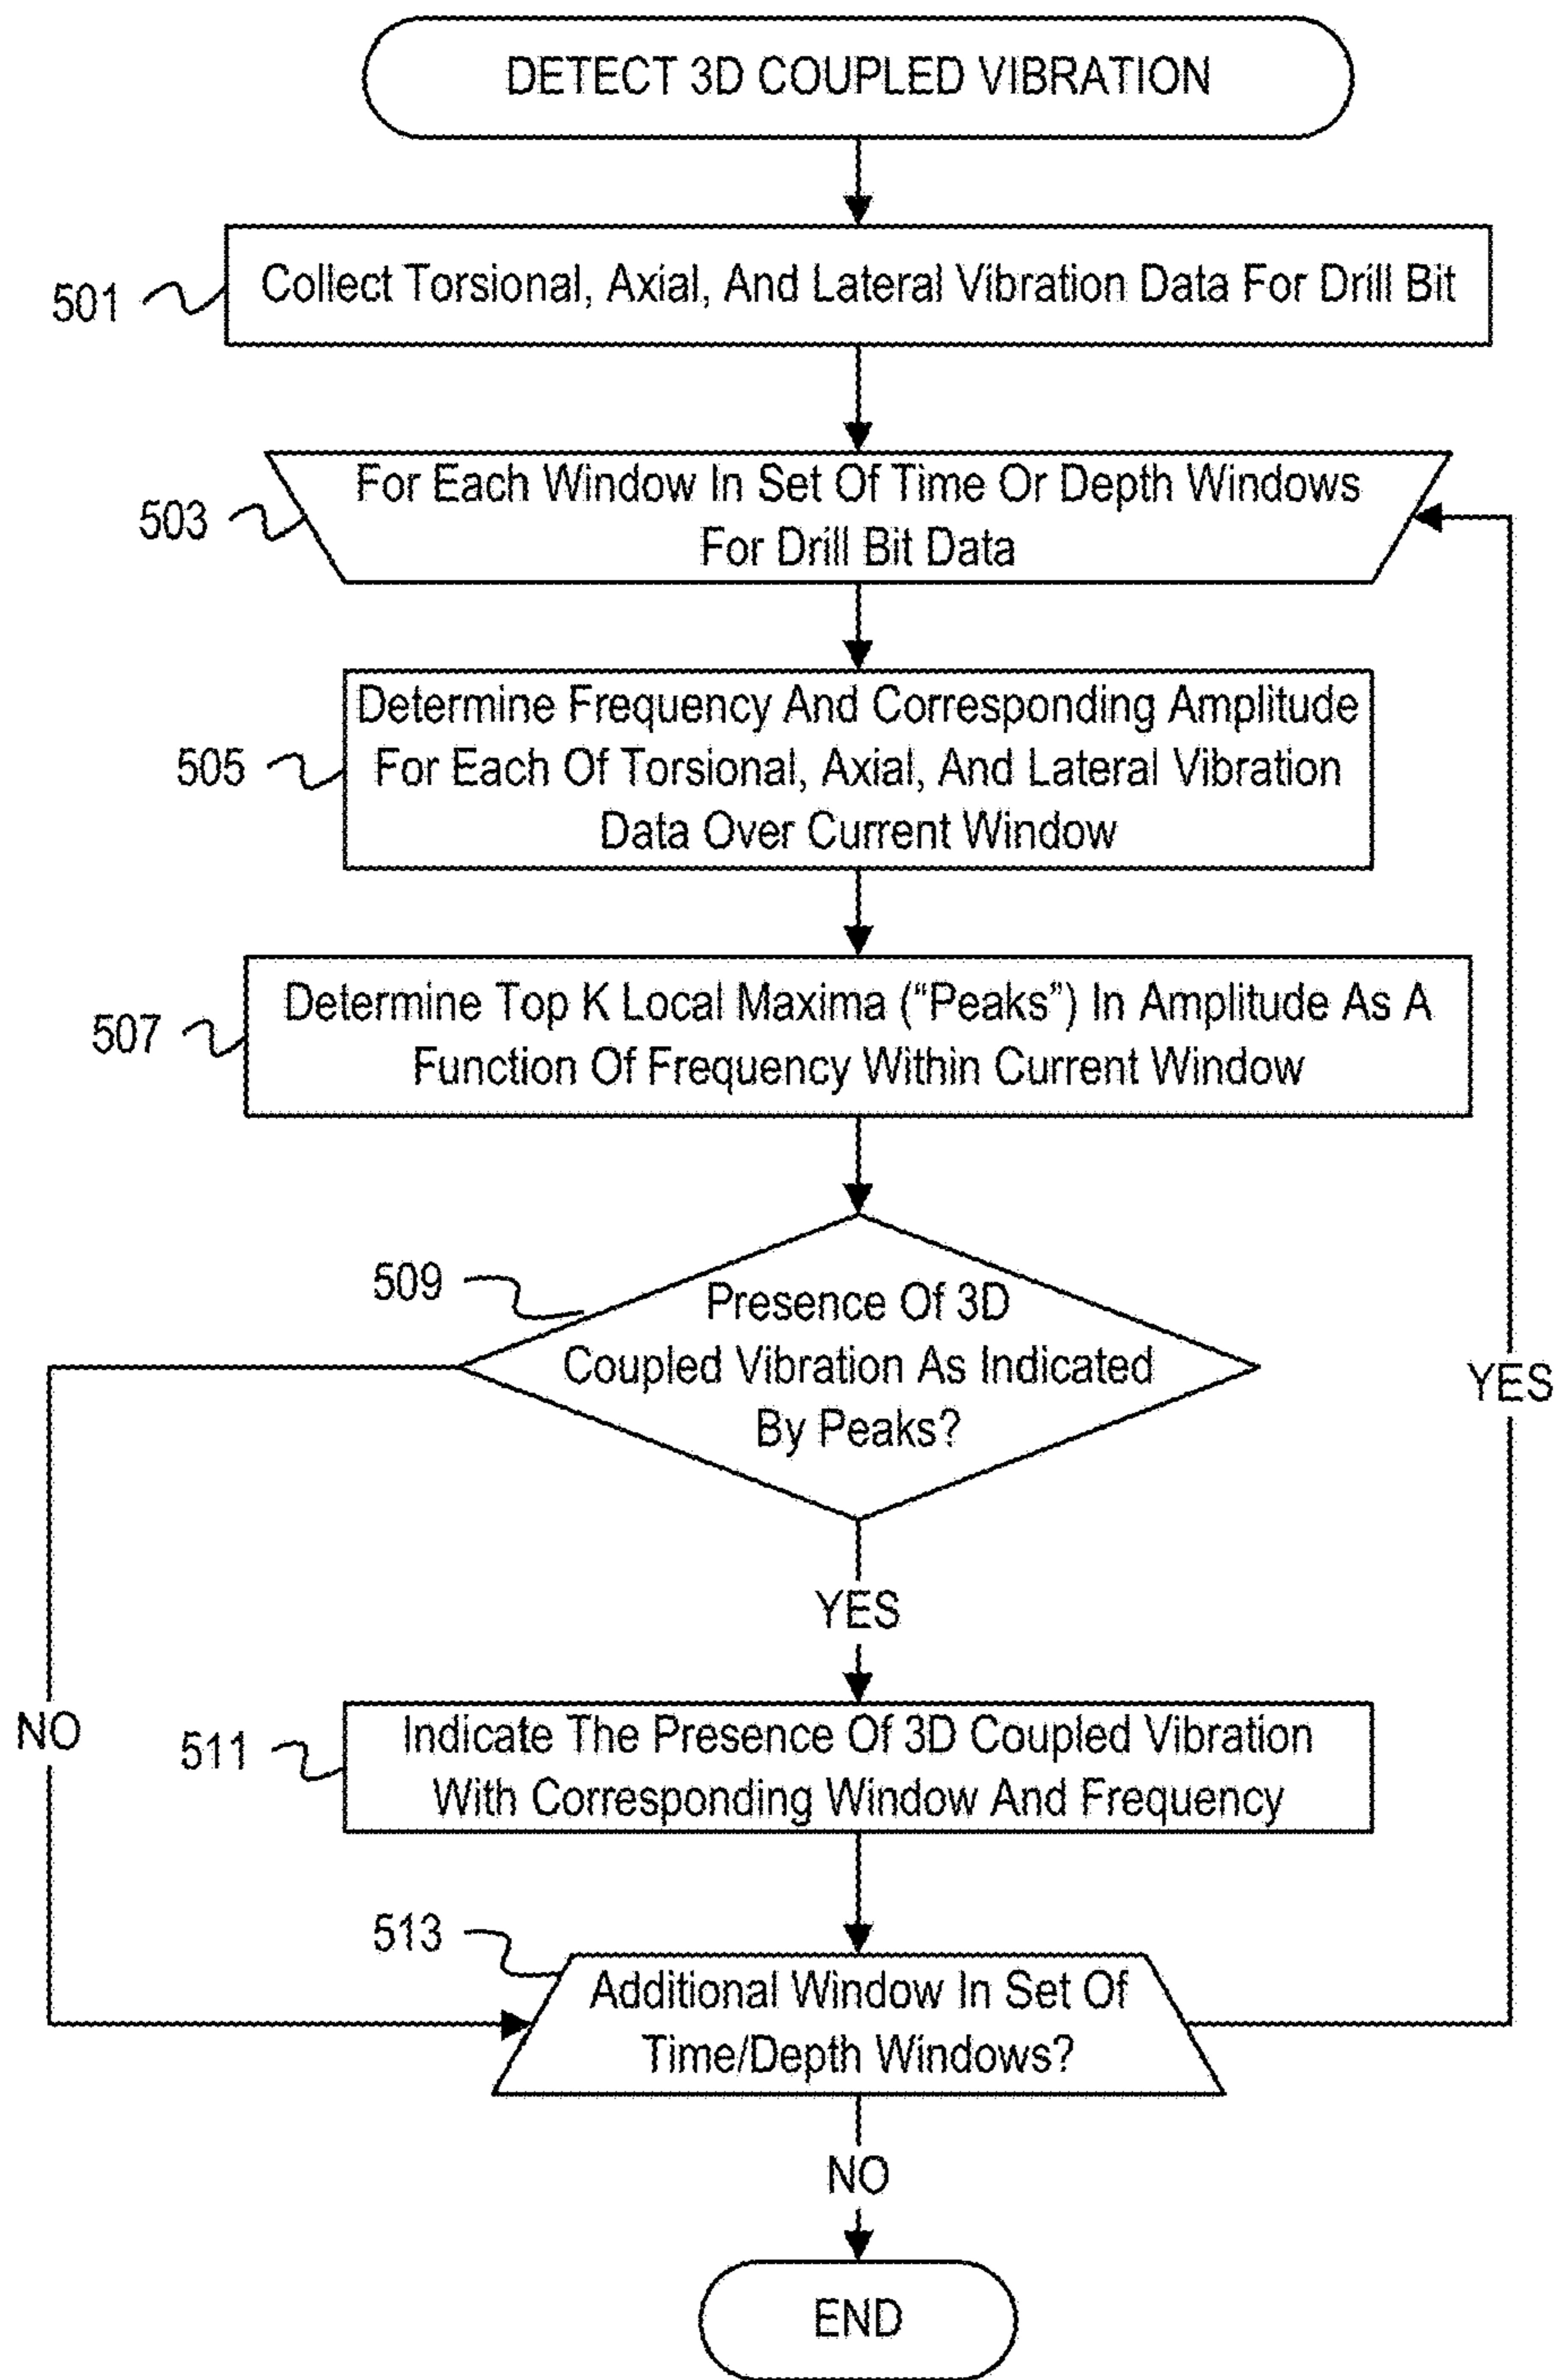 DETECT 3D COUPLED VIBRATION
501
Collect Torsional, Axial, And Lateral Vibration Data For Drill Bit
503
For Each Window In Set Of Time Or Depth Windows
For Drill Bit Data
505
Determine Frequency And Corresponding Amplitude
For Each Of Torsional, Axial, And Lateral Vibration
Data Over Current Window
507
Determine Top K Local Maxima (“Peaks”) In Amplitude As A
Function Of Frequency Within Current Window
509
Presence Of 3D
Coupled Vibration As Indicated
By Peaks?
YES
YES
NO
511
Indicate The Presence Of 3D Coupled Vibration
With Corresponding Window And Frequency
513
Additional Window In Set Of
Time/Depth Windows?
NO
END